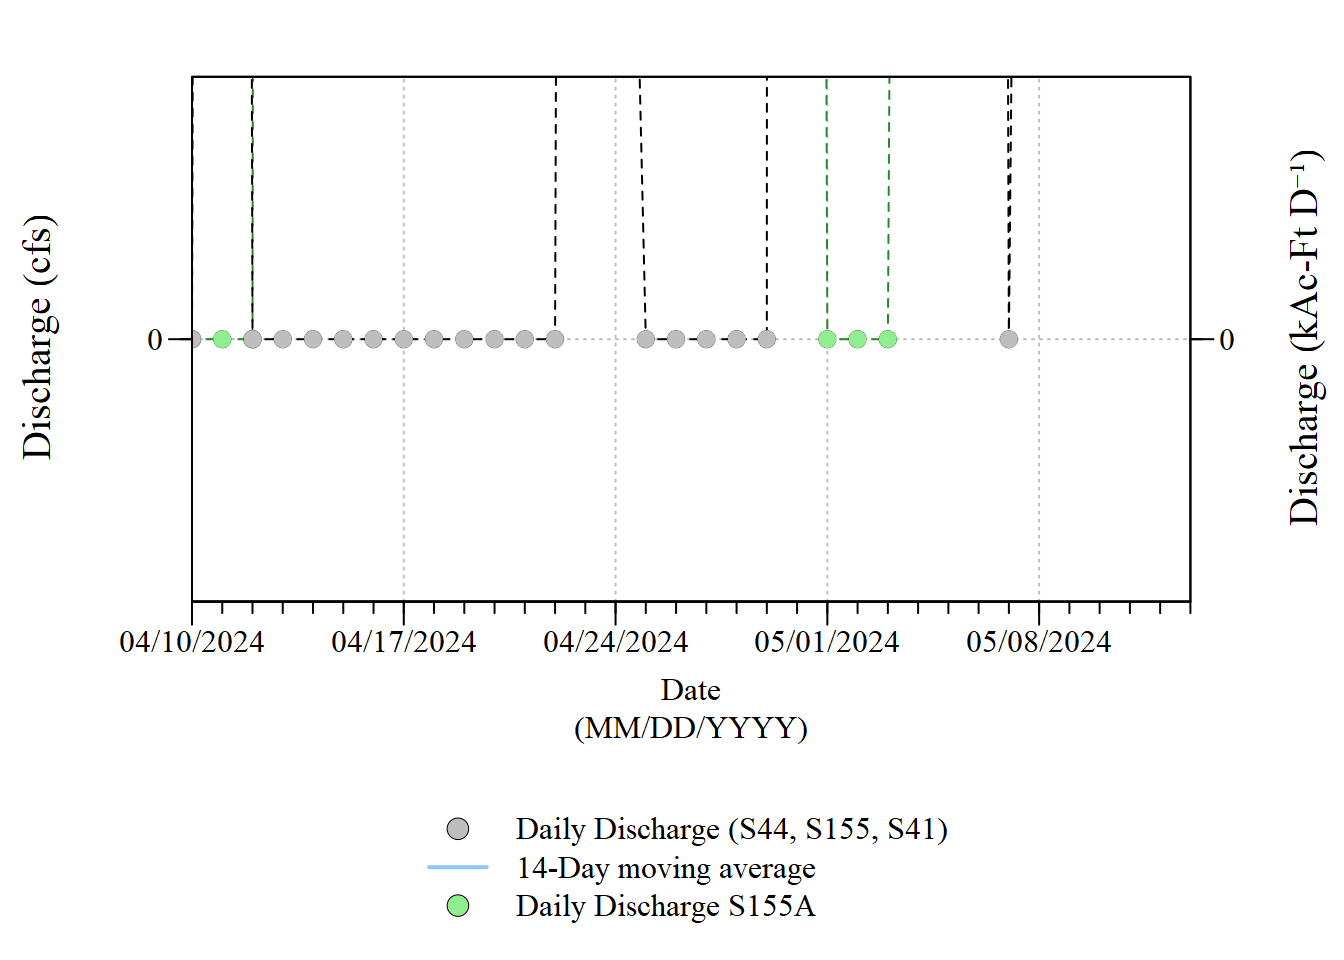 Discharge (cfs)
0
0
Discharge (kAc-Ft D⁻¹)
04/10/2024 04/17/2024 04/24/2024 05/01/2024 05/08/2024
Date
(MM/DD/YYYY)
Daily Discharge (S44, S155, S41)
14-Day moving average
Daily Discharge S155A